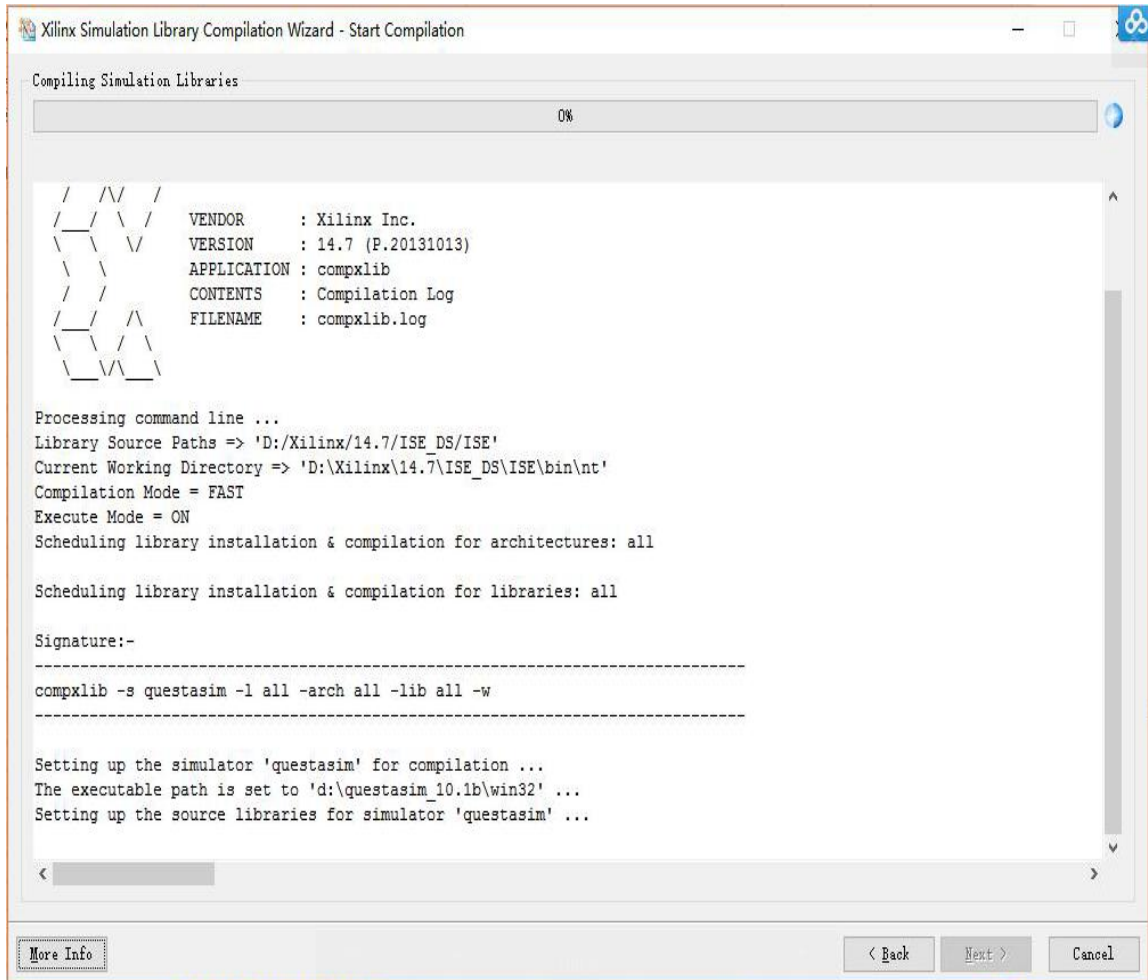 Xilinx Simulation Library Compilation Wizard - Start Compilation
Compiling Simulation Libraries
0%
/ /\/ /
/__/ \ / VENDOR : Xilinx Inc.
\ \ \/ VERSION : 14.7 (P.20131013)
\ \ APPLICATION : compxlib
/ / CONTENTS : Compilation Log
/__/ /\ FILENAME : compxlib.log
\ \ / \
\__\/\__\
Processing command line ...
Library Source Paths => 'D:/Xilinx/14.7/ISE_DS/ISE'
Current Working Directory => 'D:\Xilinx\14.7\ISE_DS\ISE\bin\nt'
Compilation Mode = FAST
Execute Mode = ON
Scheduling library installation & compilation for architectures: all
Scheduling library installation & compilation for libraries: all
Signature:-
------------------------------------------------------------------------------
compxlib -s questasim -l all -arch all -lib all -w
------------------------------------------------------------------------------
Setting up the simulator 'questasim' for compilation ...
The executable path is set to 'd:\questasim_10.1b\win32' ...
Setting up the source libraries for simulator 'questasim' ...
More Info
< Back
Next >
Cancel